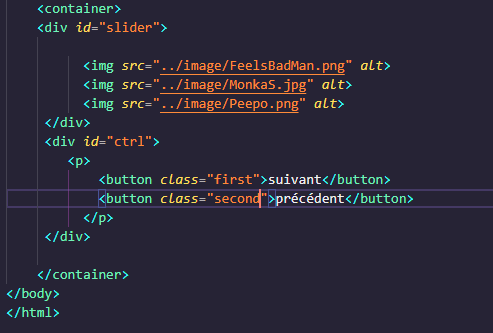 <container>
<div id="slider">
<img src="../image/FeelsBadMan.png" alt>
<img src="../image/MonkaS.jpg" alt>
<img src="../image/Peepo.png" alt>
</div>
<div id="ctrl">
<p>
<button class="first">suivant</button>
<button class="second">précédent</button>
</p>
</div>
</container>
</body>
</html>